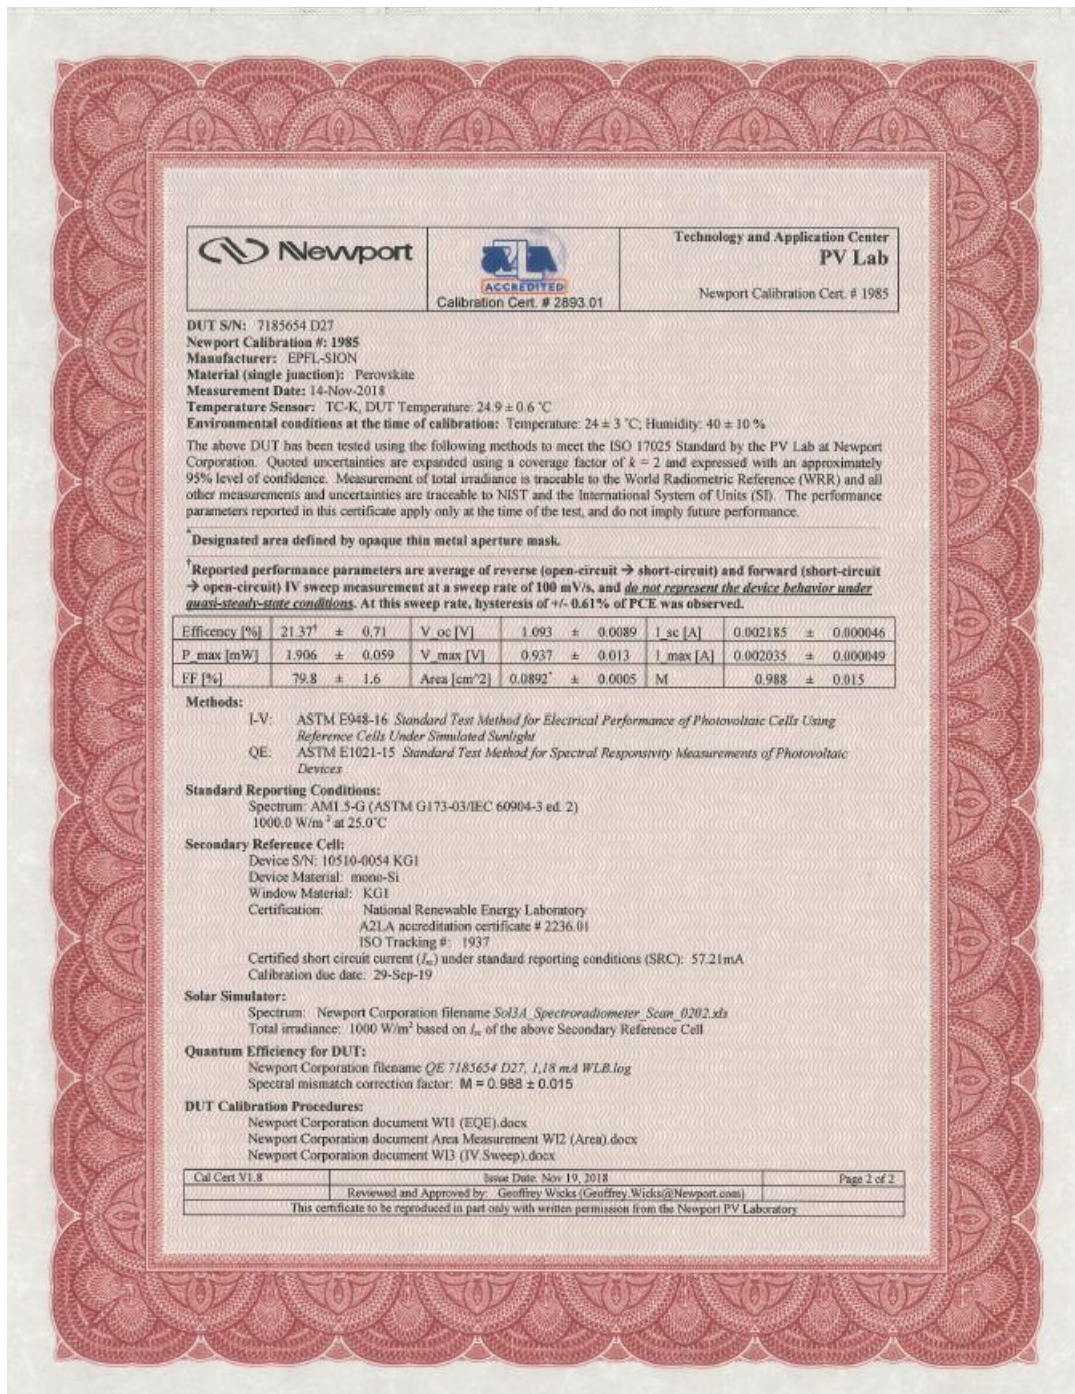 Newport
A2LA
ACCREDITED
Calibration Cert. # 2893.01
Technology and Application Center
PV Lab
Newport Calibration Cert. # 1985
DUT S/N: 7185654 D27
Newport Calibration #: 1985
Manufacturer: EPFL-SION
Material (single junction): Perovskite
Measurement Date: 14-Nov-2018
Temperature Sensor: TC-K, DUT Temperature: 24.9 ± 0.6 °C
Environmental conditions at the time of calibration: Temperature: 24 ± 3 °C; Humidity: 40 ± 10 %
The above DUT has been tested using the following methods to meet the ISO 17025 Standard by the PV Lab at Newport
Corporation. Quoted uncertainties are expanded using a coverage factor of k = 2 and expressed with an approximately
95% level of confidence. Measurement of total irradiance is traceable to the World Radiometric Reference (WRR) and all
other measurements and uncertainties are traceable to NIST and the International System of Units (SI). The performance
parameters reported in this certificate apply only at the time of the test, and do not imply future performance.
*Designated area defined by opaque thin metal aperture mask.
†Reported performance parameters are average of reverse (open-circuit → short-circuit) and forward (short-circuit
→ open-circuit) IV sweep measurement at a sweep rate of 100 mV/s, and do not represent the device behavior under
quasi-steady-state conditions. At this sweep rate, hysteresis of +/- 0.61% of PCE was observed.
Efficency [%] 21.37† ± 0.71 V_oc [V] 1.093 ± 0.0089 I_sc [A] 0.002185 ± 0.000046
P_max [mW] 1.906 ± 0.059 V_max [V] 0.937 ± 0.013 I_max [A] 0.002035 ± 0.000049
FF [%] 79.8 ± 1.6 Area [cm^2] 0.0892* ± 0.0005 M 0.988 ± 0.015
Methods:
I-V: ASTM E948-16 Standard Test Method for Electrical Performance of Photovoltaic Cells Using
Reference Cells Under Simulated Sunlight
QE: ASTM E1021-15 Standard Test Method for Spectral Responsivity Measurements of Photovoltaic
Devices
Standard Reporting Conditions:
Spectrum: AM1.5-G (ASTM G173-03/IEC 60904-3 ed. 2)
1000.0 W/m² at 25.0°C
Secondary Reference Cell:
Device S/N: 10510-0054 KG1
Device Material: mono-Si
Window Material: KG1
Certification: National Renewable Energy Laboratory
A2LA accreditation certificate # 2236.01
ISO Tracking #: 1937
Certified short circuit current (Isc) under standard reporting conditions (SRC): 57.21mA
Calibration due date: 29-Sep-19
Solar Simulator:
Spectrum: Newport Corporation filename Sol3A_Spectroradiometer_Scan_0202.xls
Total irradiance: 1000 W/m² based on Isc of the above Secondary Reference Cell
Quantum Efficiency for DUT:
Newport Corporation filename QE 7185654 D27, 1,18 mA WLB.log
Spectral mismatch correction factor: M = 0.988 ± 0.015
DUT Calibration Procedures:
Newport Corporation document WI1 (EQE).docx
Newport Corporation document Area Measurement WI2 (Area).docx
Newport Corporation document WI3 (IV.Sweep).docx
Cal Cert V1.8 Issue Date: Nov 19, 2018 Page 2 of 2
Reviewed and Approved by: Geoffrey Wicks (Geoffrey.Wicks@Newport.com)
This certificate to be reproduced in part only with written permission from the Newport PV Laboratory